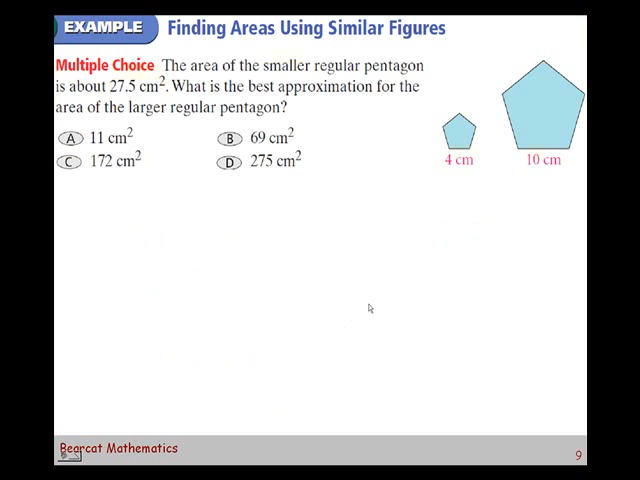 EXAMPLE Finding Areas Using Similar Figures
Multiple Choice The area of the smaller regular pentagon
is about 27.5 cm². What is the best approximation for the
area of the larger regular pentagon?
A 11 cm² B 69 cm²
C 172 cm² D 275 cm²
4 cm 10 cm
Bearcat Mathematics
9